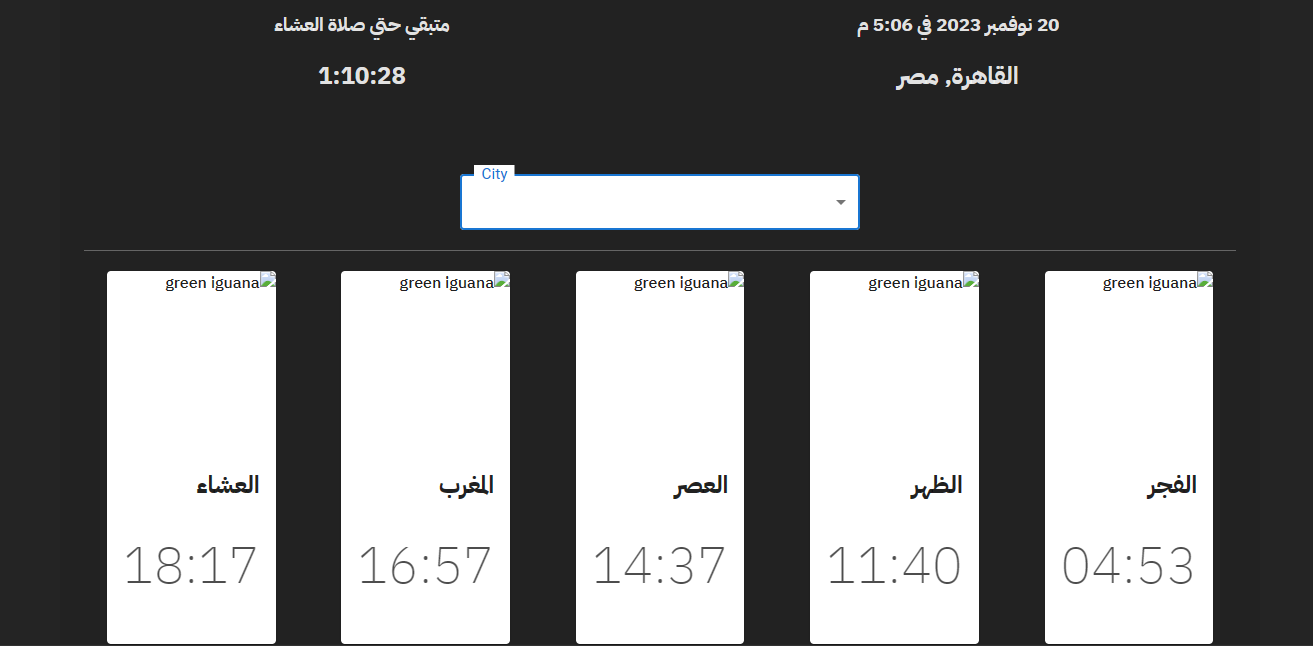 20 نوفمبر 2023 في 5:06 م
القاهرة, مصر
متبقي حتي صلاة العشاء
1:10:28
City
green iguana
الفجر
04:53
green iguana
الظهر
11:40
green iguana
العصر
14:37
green iguana
المغرب
16:57
green iguana
العشاء
18:17